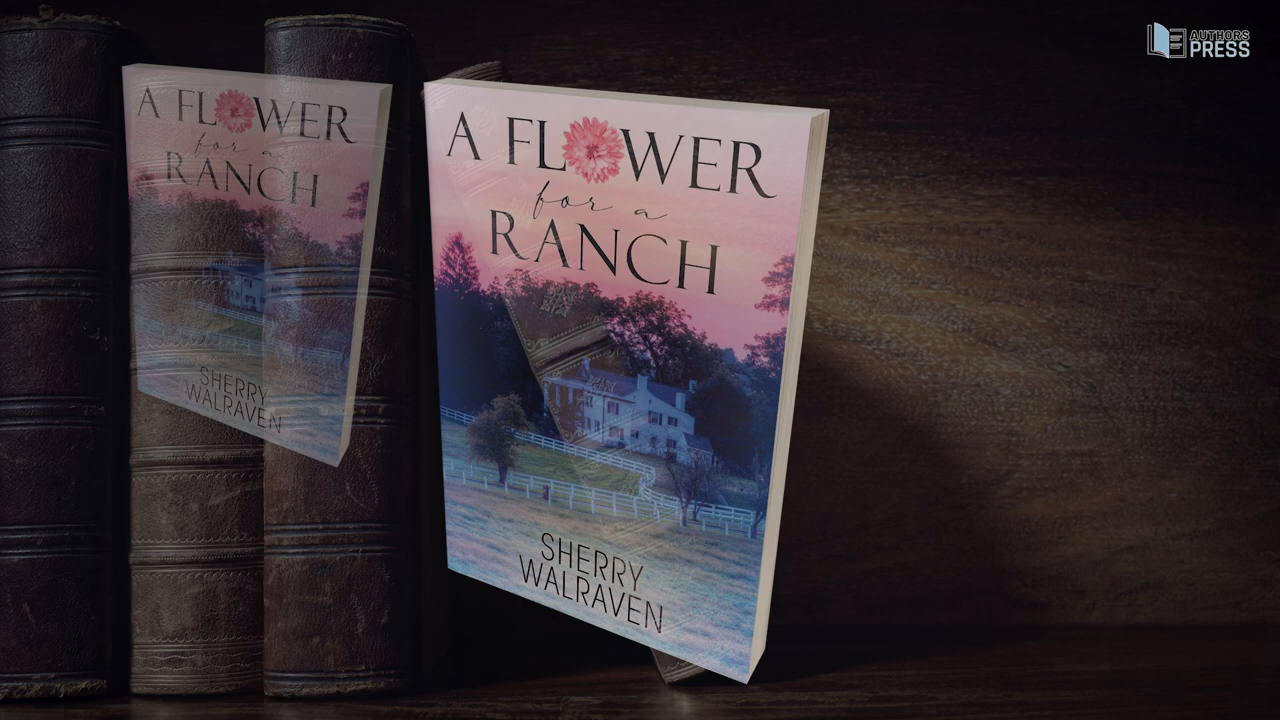 A FLOWER
for a
RANCH
SHERRY
WALRAVEN
A FLOWER
for a
RANCH
SHERRY
WALRAVEN
AUTHORS
PRESS